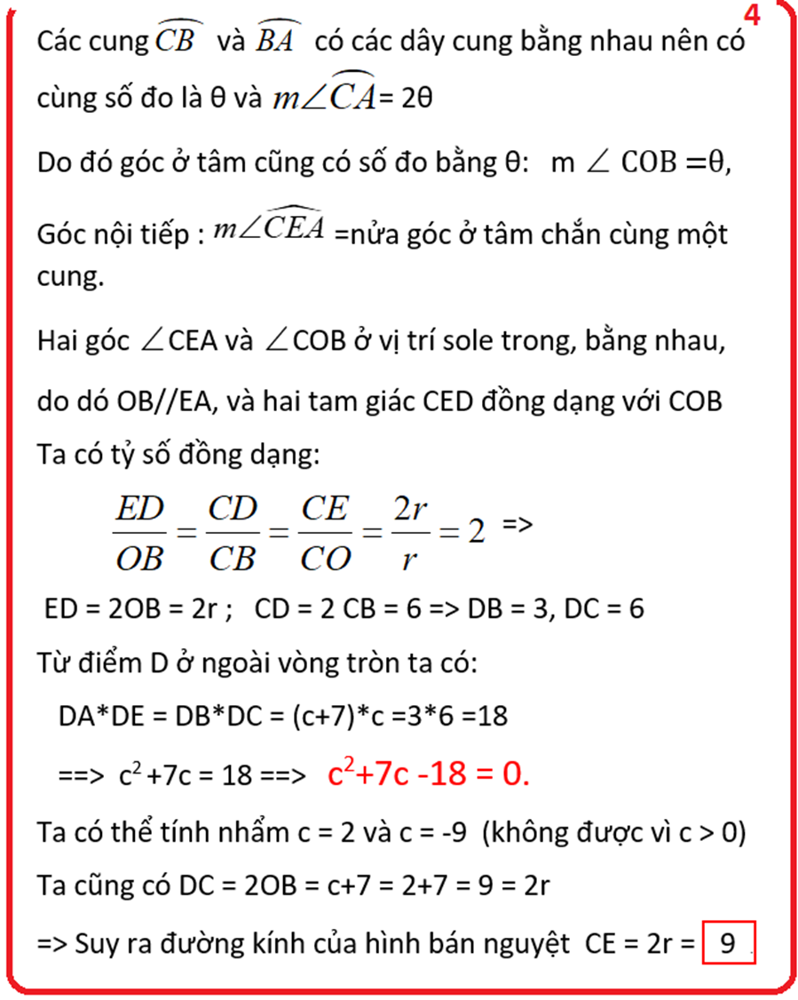 4
Các cung $\widehat{CB}$ và $\widehat{BA}$ có các dây cung bằng nhau nên có
cùng số đo là θ và $m\angle\widehat{CA}$= 2θ
Do đó góc ở tâm cũng có số đo bằng θ: m ∠ COB =θ,
Góc nội tiếp : $m\angle\widehat{CEA}$ =nửa góc ở tâm chắn cùng một
cung.
Hai góc ∠CEA và ∠COB ở vị trí sole trong, bằng nhau,
do dó OB//EA, và hai tam giác CED đồng dạng với COB
Ta có tỷ số đồng dạng:
$\frac{ED}{OB} = \frac{CD}{CB} = \frac{CE}{CO} = \frac{2r}{r} = 2$ =>
ED = 2OB = 2r ; CD = 2 CB = 6 => DB = 3, DC = 6
Từ điểm D ở ngoài vòng tròn ta có:
DA*DE = DB*DC = (c+7)*c =3*6 =18
==> c² +7c = 18 ==> c²+7c -18 = 0.
Ta có thể tính nhẩm c = 2 và c = -9 (không được vì c > 0)
Ta cũng có DC = 2OB = c+7 = 2+7 = 9 = 2r
=> Suy ra đường kính của hình bán nguyệt CE = 2r = 9 .